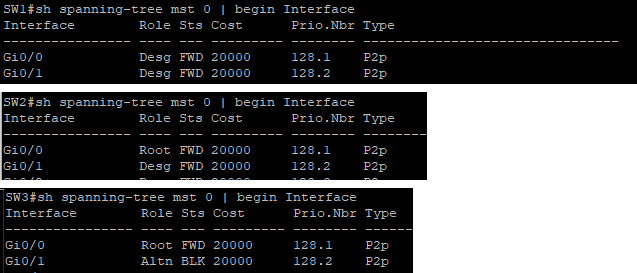 SW1#sh spanning-tree mst 0 | begin Interface
Interface        Role Sts Cost      Prio.Nbr Type
---------------- ---- --- --------- -------- --------------------------------
Gi0/0            Desg FWD 20000     128.1    P2p
Gi0/1            Desg FWD 20000     128.2    P2p
SW2#sh spanning-tree mst 0 | begin Interface
Interface        Role Sts Cost      Prio.Nbr Type
---------------- ---- --- --------- -------- --------
Gi0/0            Root FWD 20000     128.1    P2p
Gi0/1            Desg FWD 20000     128.2    P2p
SW3#sh spanning-tree mst 0 | begin Interface
Interface        Role Sts Cost      Prio.Nbr Type
---------------- ---- --- --------- -------- ------
Gi0/0            Root FWD 20000     128.1    P2p
Gi0/1            Altn BLK 20000     128.2    P2p